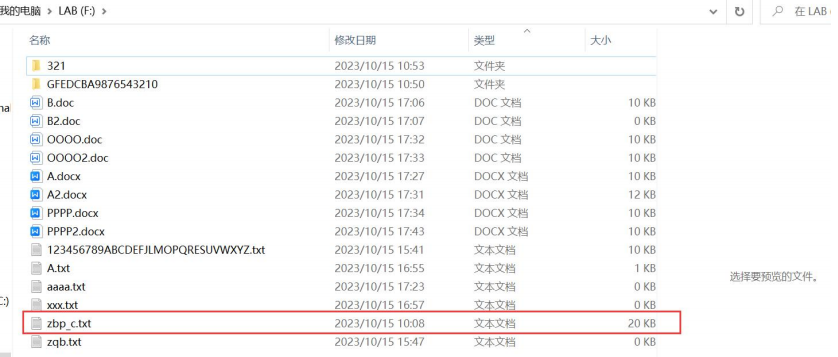 我的电脑 > LAB (F:) >
在 LAB
名称 修改日期 类型 大小
321 2023/10/15 10:53 文件夹
GFEDCBA9876543210 2023/10/15 10:50 文件夹
B.doc 2023/10/15 17:06 DOC 文档 10 KB
B2.doc 2023/10/15 17:07 DOC 文档 0 KB
OOOO.doc 2023/10/15 17:32 DOC 文档 10 KB
OOOO2.doc 2023/10/15 17:33 DOC 文档 10 KB
A.docx 2023/10/15 17:27 DOCX 文档 10 KB
A2.docx 2023/10/15 17:31 DOCX 文档 12 KB
PPPP.docx 2023/10/15 17:34 DOCX 文档 10 KB
PPPP2.docx 2023/10/15 17:43 DOCX 文档 10 KB
123456789ABCDEFJLMOPQRESUVWXYZ.txt 2023/10/15 15:41 文本文档 0 KB
A.txt 2023/10/15 16:55 文本文档 1 KB
选择要预览的文件。
aaaa.txt 2023/10/15 17:23 文本文档 0 KB
C:)
xxx.txt 2023/10/15 16:57 文本文档 0 KB
zbp_c.txt 2023/10/15 10:08 文本文档 20 KB
zqb.txt 2023/10/15 15:47 文本文档 0 KB